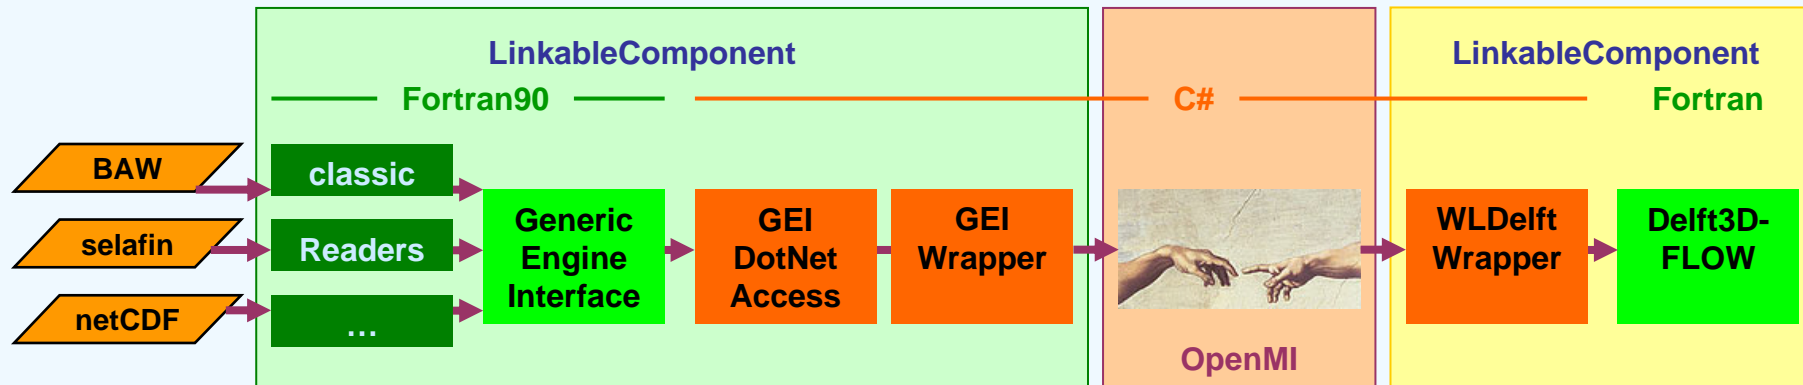 LinkableComponent
LinkableComponent
Fortran90
C#
Fortran
BAW
classic
selafin
Readers
netCDF
...
Generic
Engine
Interface
GEI
DotNet
Access
GEI
Wrapper
OpenMI
WLDelft
Wrapper
Delft3D-
FLOW